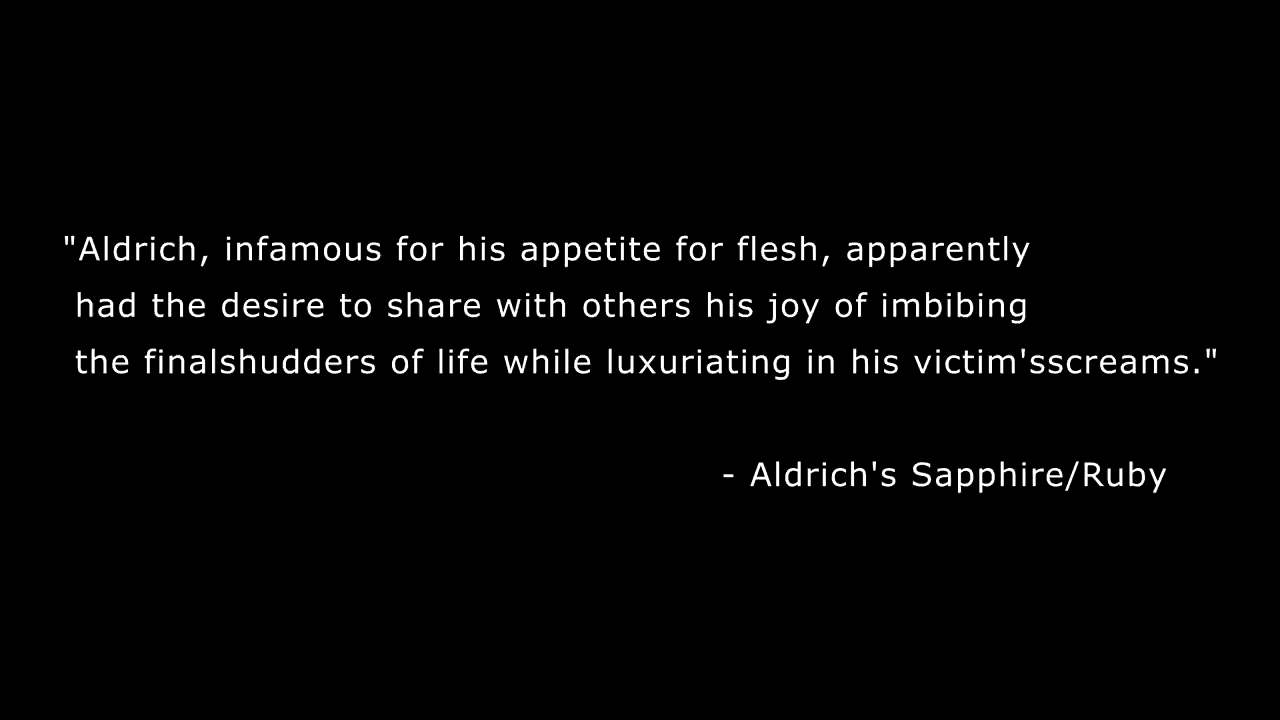 "Aldrich, infamous for his appetite for flesh, apparently
had the desire to share with others his joy of imbibing
the finalshudders of life while luxuriating in his victim'sscreams."
- Aldrich's Sapphire/Ruby